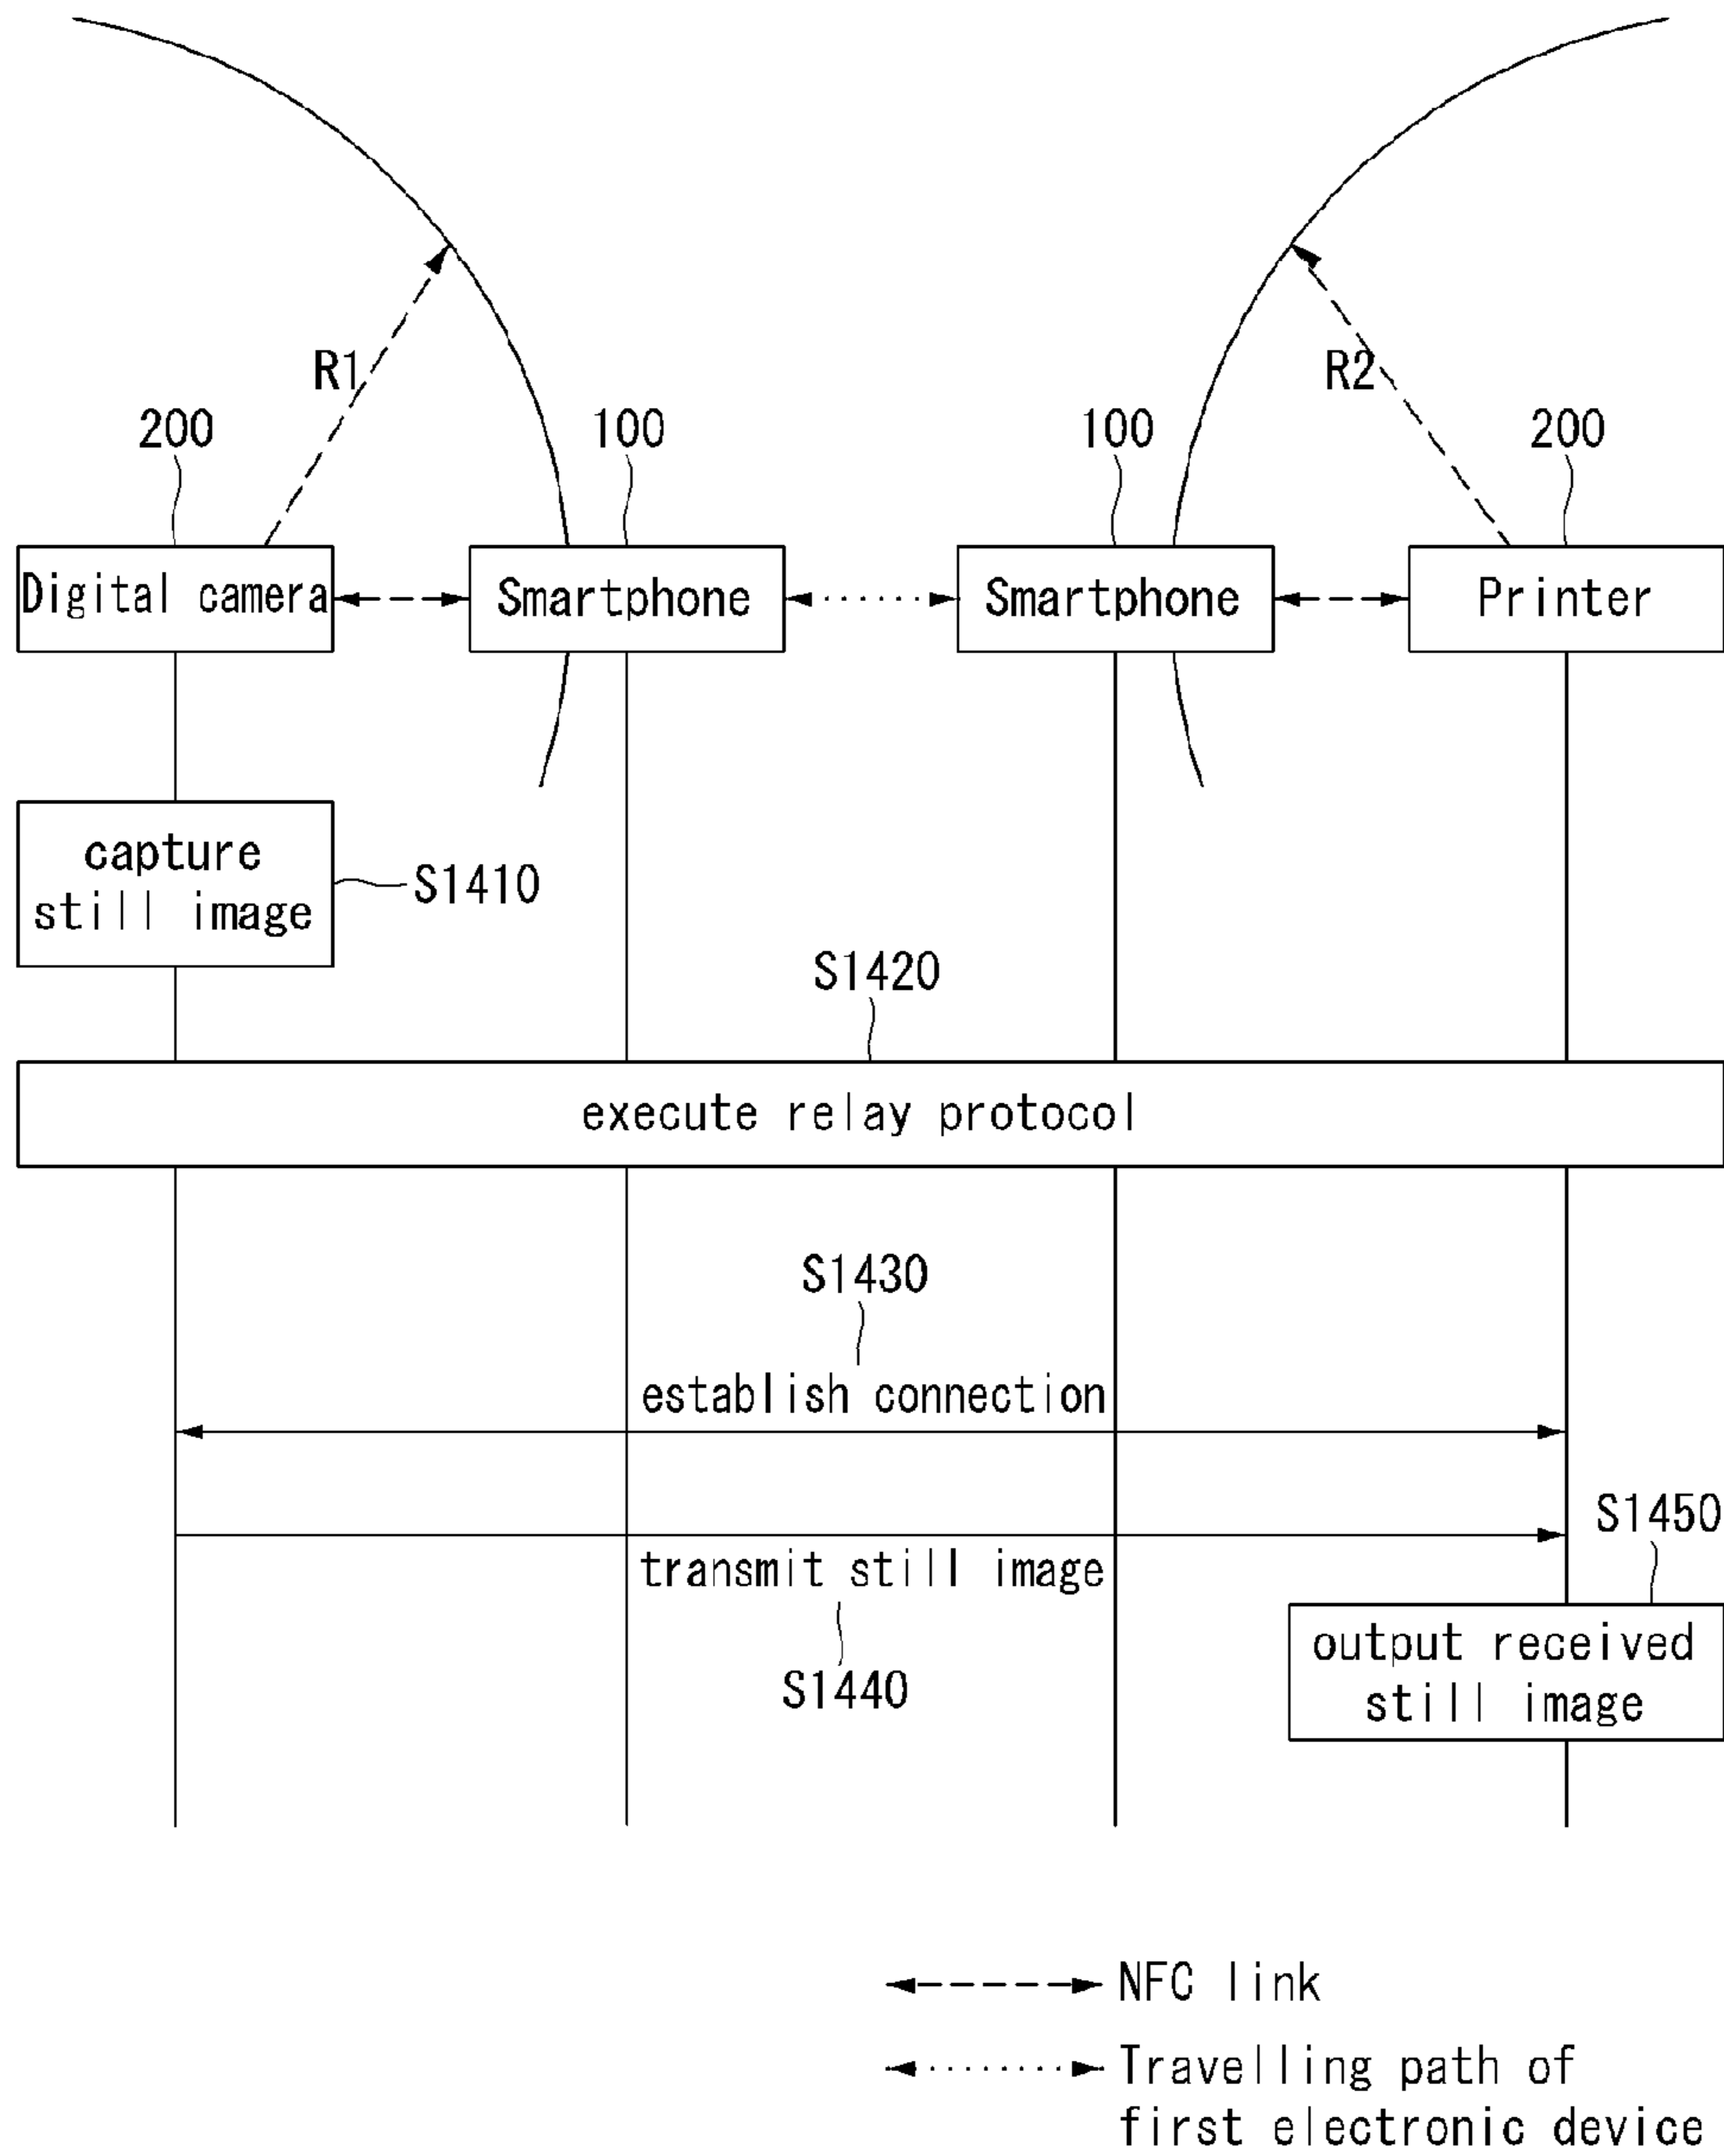 R1
R2
200
100
100
200
Digital camera
Smartphone
Smartphone
Printer
capture
still image
S1410
S1420
execute relay protocol
S1430
establish connection
S1450
transmit still image
S1440
output received
still image
NFC link
Travelling path of
first electronic device